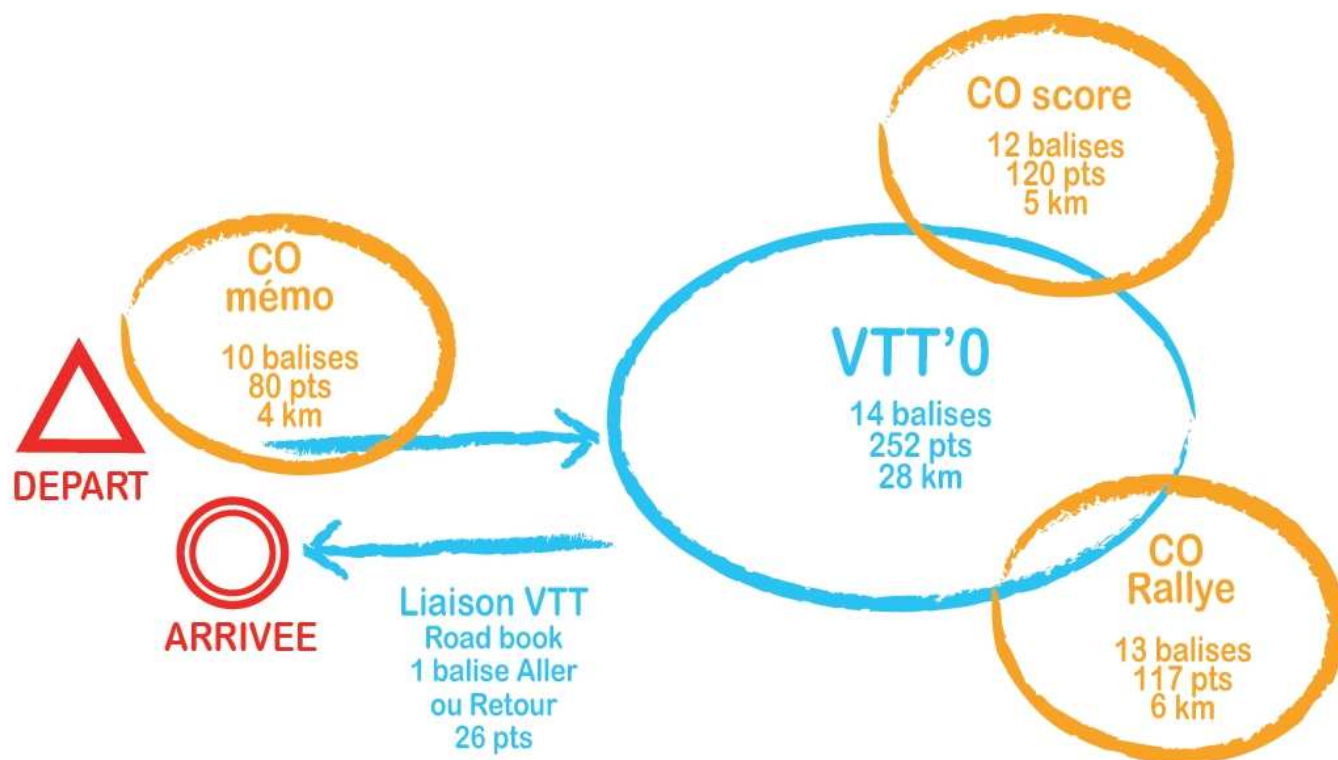 CO score
12 balises
120 pts
5 km
CO
mémo
10 balises
80 pts
4 km
VTT'0
14 balises
252 pts
28 km
DEPART
ARRIVEE
Liaison VTT
Road book
1 balise Aller
ou Retour
26 pts
CO
Rallye
13 balises
117 pts
6 km